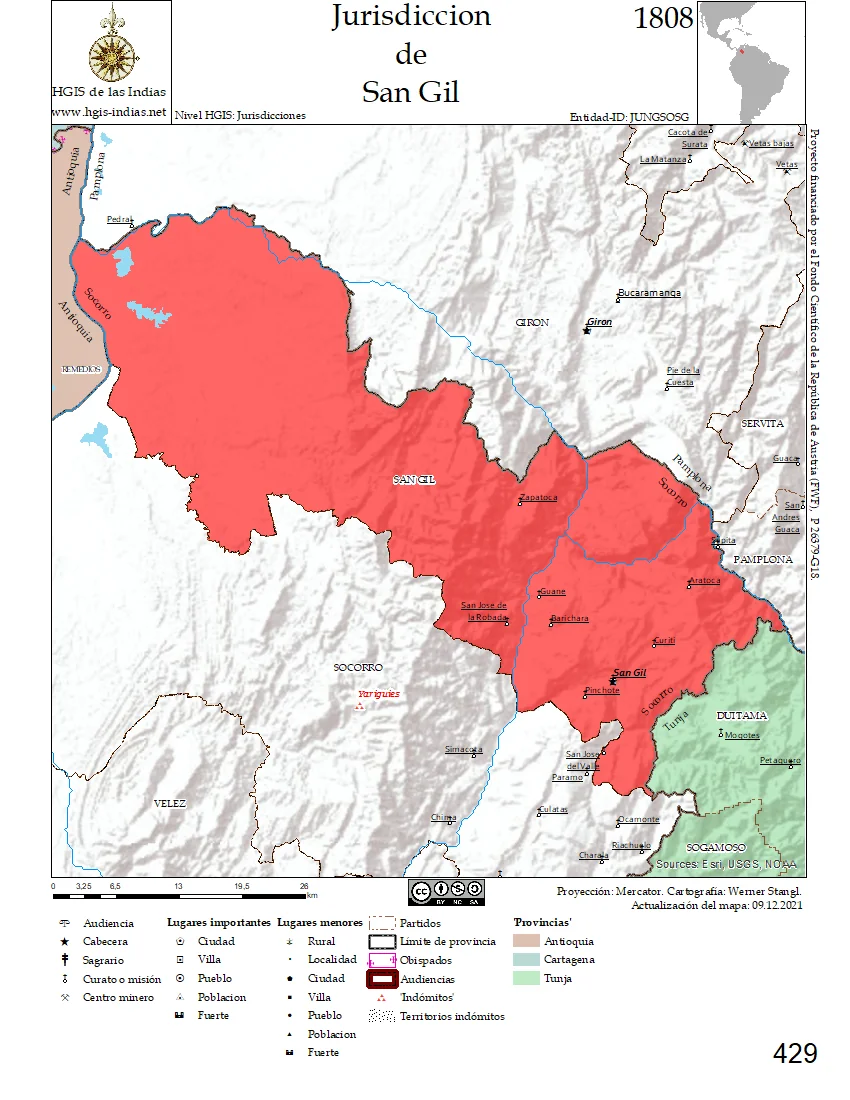 Jurisdiccion
de
San Gil
1808
HGIS de las Indias
www.hgis-indias.net
Nivel HGIS: Jurisdicciones
Entidad-ID: JUNGSOSG
Proyecto financiado por el Fondo Científico de la República de Austria (FWF), P 26379-G18.
Antioquia
Pamplona
Cacota de
Surata
Vetas bajas
La Matanza
Vetas
Pedral
Socorro
Antioquia
REMEDIOS
Bucaramanga
GIRON
Giron
Pie de la
Cuesta
SERVITA
Guaca
Pamplona
Socorro
SAN GIL
Zapatoca
San
Andres
Guaca
PAMPLONA
Aratoca
Guane
San Jose de
la Robada
Barichara
Curiti
SOCORRO
Yariguies
San Gil
Pinchote
Socorro
Tunja
DUITAMA
Mogotes
Simacota
San Jose
del Valle
Paramo
Petaquero
VELEZ
Chima
Culatas
Ocamonte
Riachuelo
Charala
SOGAMOSO
Sources: Esri, USGS, NOAA
0 3,25 6,5 13 19,5 26
km
cc BY NC SA
Proyección: Mercator. Cartografía: Werner Stangl.
Actualización del mapa: 09.12.2021
Audiencia
Cabecera
Sagrario
Curato o misión
Centro minero
Lugares importantes
Ciudad
Villa
Pueblo
Poblacion
Fuerte
Lugares menores
Rural
Localidad
Ciudad
Villa
Pueblo
Poblacion
Fuerte
Partidos
Límite de provincia
Obispados
Audiencias
'Indómitos'
Territorios indómitos
'Provincias'
Antioquia
Cartagena
Tunja
429